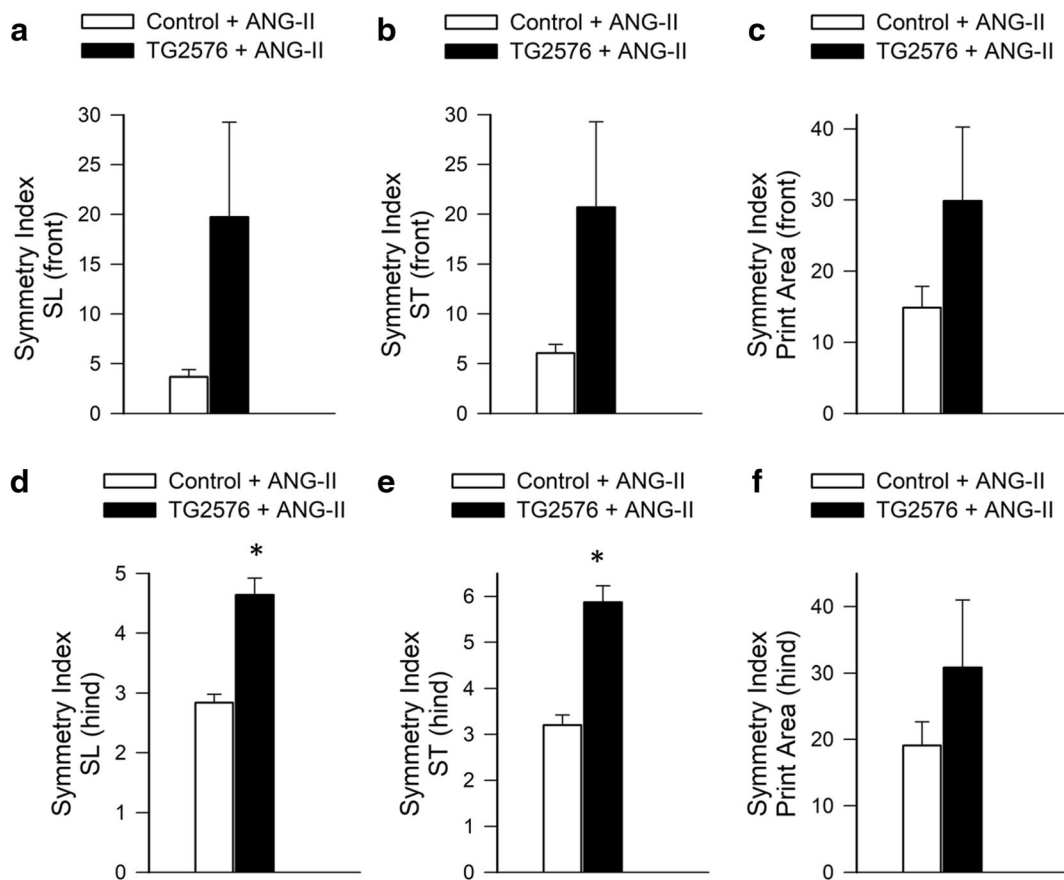 a
Control + ANG-II
TG2576 + ANG-II
Symmetry Index
SL (front)
30
25
20
15
10
5
0
b
Control + ANG-II
TG2576 + ANG-II
Symmetry Index
ST (front)
30
25
20
15
10
5
0
c
Control + ANG-II
TG2576 + ANG-II
Symmetry Index
Print Area (front)
40
30
20
10
0
d
Control + ANG-II
TG2576 + ANG-II
Symmetry Index
SL (hind)
5
4
3
2
1
0
*
e
Control + ANG-II
TG2576 + ANG-II
Symmetry Index
ST (hind)
6
5
4
3
2
1
0
*
f
Control + ANG-II
TG2576 + ANG-II
Symmetry Index
Print Area (hind)
40
30
20
10
0